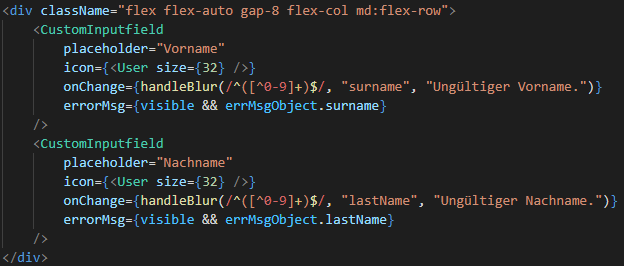 <div className="flex flex-auto gap-8 flex-col md:flex-row">
<CustomInputfield
placeholder="Vorname"
icon={<User size={32} />}
onChange={handleBlur(/^([^0-9]+)$/, "surname", "Ungültiger Vorname.")}
errorMsg={visible && errMsgObject.surname}
/>
<CustomInputfield
placeholder="Nachname"
icon={<User size={32} />}
onChange={handleBlur(/^([^0-9]+)$/, "lastName", "Ungültiger Nachname.")}
errorMsg={visible && errMsgObject.lastName}
/>
</div>